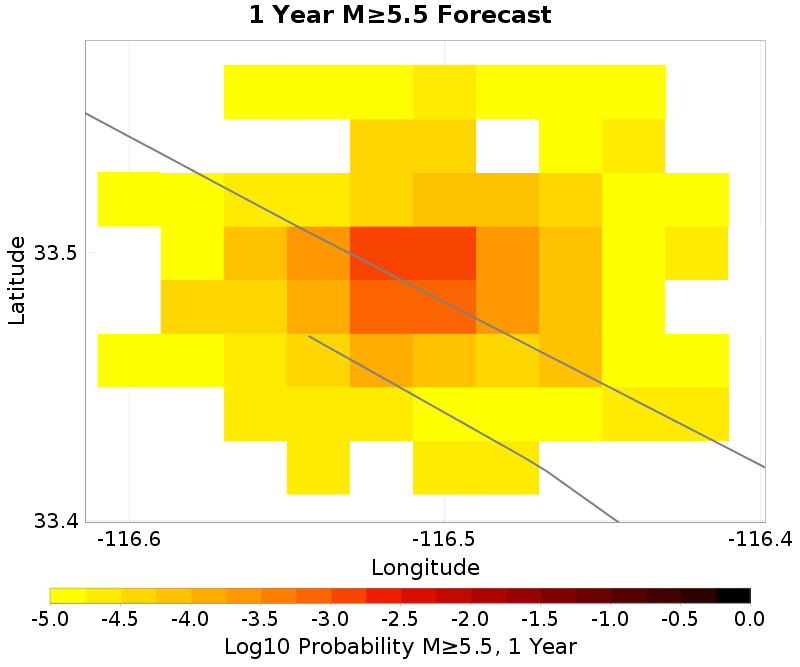 1 Year M≥5.5 Forecast
Latitude
33.5
33.4
-116.6 -116.5 -116.4
Longitude
-5.0 -4.5 -4.0 -3.5 -3.0 -2.5 -2.0 -1.5 -1.0 -0.5 0.0
Log10 Probability M≥5.5, 1 Year